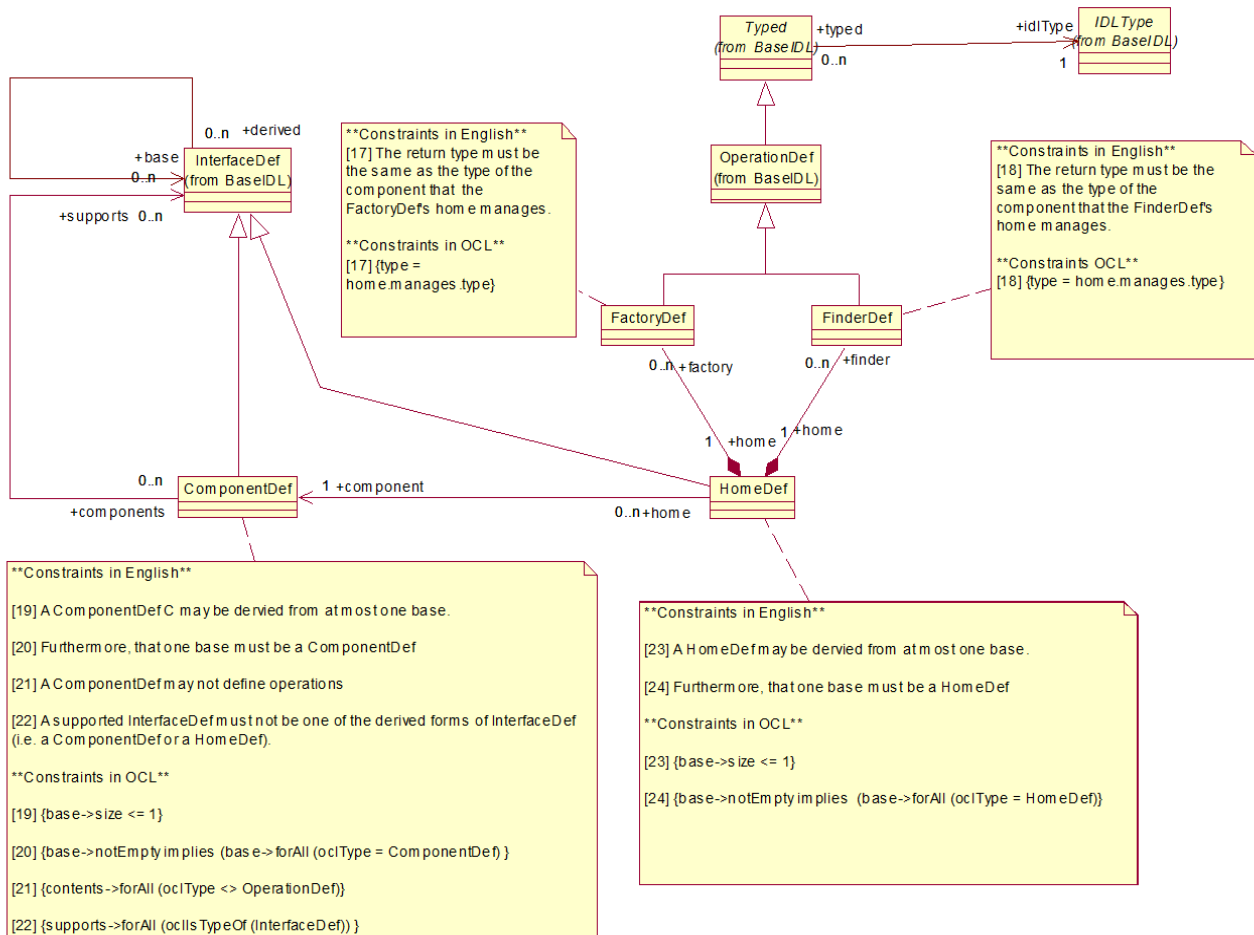 Typed
(from BaseIDL)
+typed
0..n
+idlType
1
IDLType
(from BaseIDL)
0..n +derived
+base
0..n
InterfaceDef
(from BaseIDL)
+supports 0..n
**Constraints in English**
[17] The return type must be
the same as the type of the
component that the
FactoryDef's home manages.
**Constraints in OCL**
[17] {type =
home.manages.type}
OperationDef
(from BaseIDL)
**Constraints in English**
[18] The return type must be the
same as the type of the
component that the FinderDef's
home manages.
**Constraints OCL**
[18] {type = home.manages.type}
FactoryDef
FinderDef
0..n +factory
0..n +finder
1 +home
1 +home
0..n
ComponentDef
+components
1 +component
0..n +home
HomeDef
**Constraints in English**
[19] A ComponentDef C may be dervied from at most one base.
[20] Furthermore, that one base must be a ComponentDef
[21] A ComponentDef may not define operations
[22] A supported InterfaceDef must not be one of the derived forms of InterfaceDef
(i.e. a ComponentDef or a HomeDef).
**Constraints in OCL**
[19] {base->size <= 1}
[20] {base->notEmpty implies (base->forAll (oclType = ComponentDef) }
[21] {contents->forAll (oclType <> OperationDef)}
[22] {supports->forAll (oclIsTypeOf (InterfaceDef)) }
**Constraints in English**
[23] A HomeDef may be dervied from at most one base.
[24] Furthermore, that one base must be a HomeDef
**Constraints in OCL**
[23] {base->size <= 1}
[24] {base->notEmpty implies (base->forAll (oclType = HomeDef)}